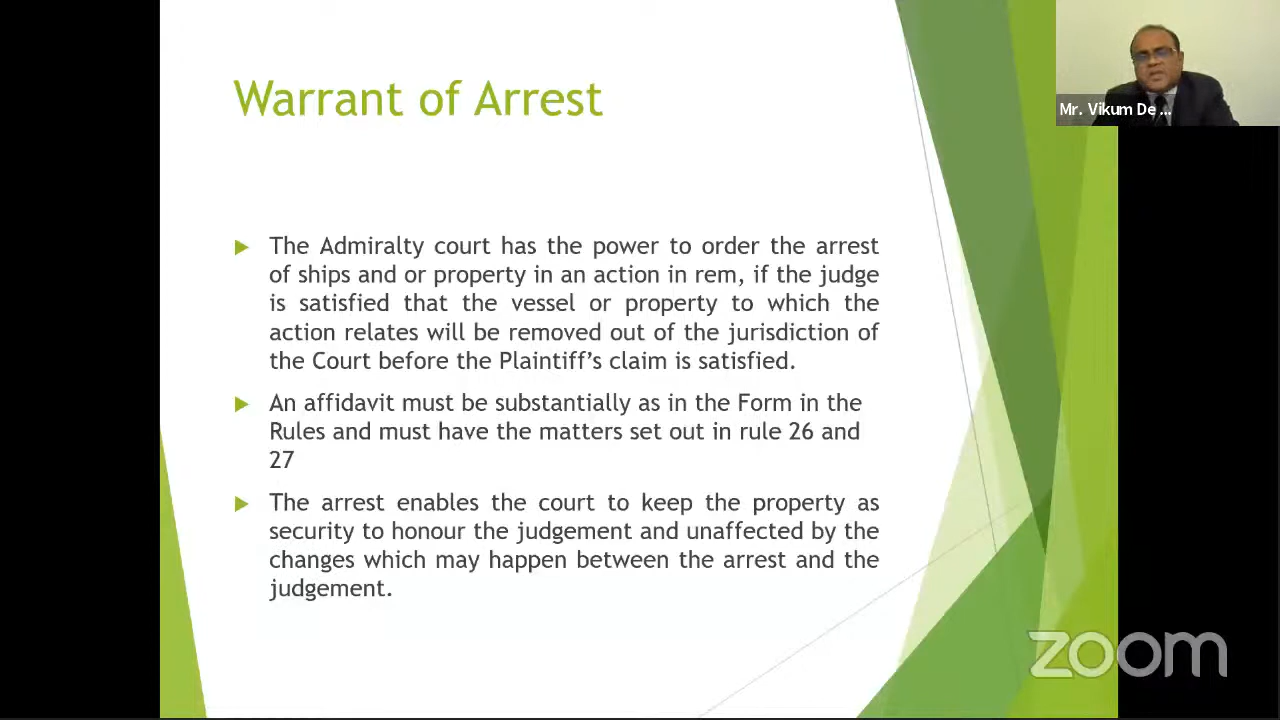 Warrant of Arrest
Mr. Vikum De ...
The Admiralty court has the power to order the arrest
of ships and or property in an action in rem, if the judge
is satisfied that the vessel or property to which the
action relates will be removed out of the jurisdiction of
the Court before the Plaintiff’s claim is satisfied.
An affidavit must be substantially as in the Form in the
Rules and must have the matters set out in rule 26 and
27
The arrest enables the court to keep the property as
security to honour the judgement and unaffected by the
changes which may happen between the arrest and the
judgement.
zoom